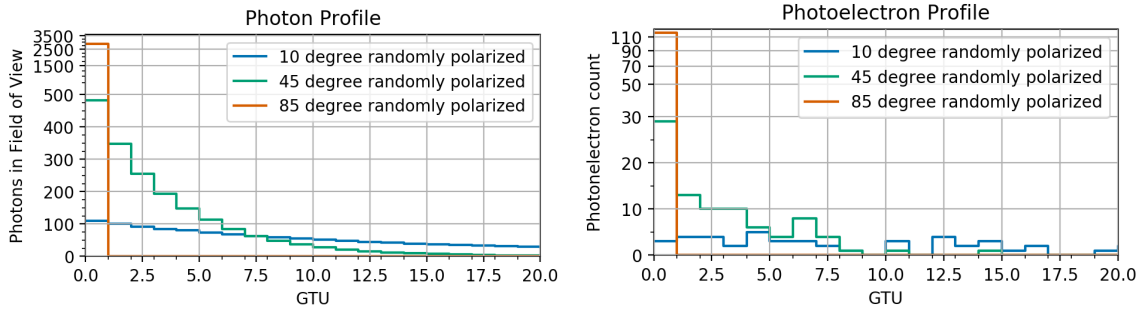 Photon Profile
Photons in Field of View
3500
2500
1500
500
400
300
200
100
0
10 degree randomly polarized
45 degree randomly polarized
85 degree randomly polarized
0.0 2.5 5.0 7.5 10.0 12.5 15.0 17.5 20.0
GTU
Photoelectron Profile
Photonelectron count
110
90
70
50
30
20
10
0
10 degree randomly polarized
45 degree randomly polarized
85 degree randomly polarized
0.0 2.5 5.0 7.5 10.0 12.5 15.0 17.5 20.0
GTU